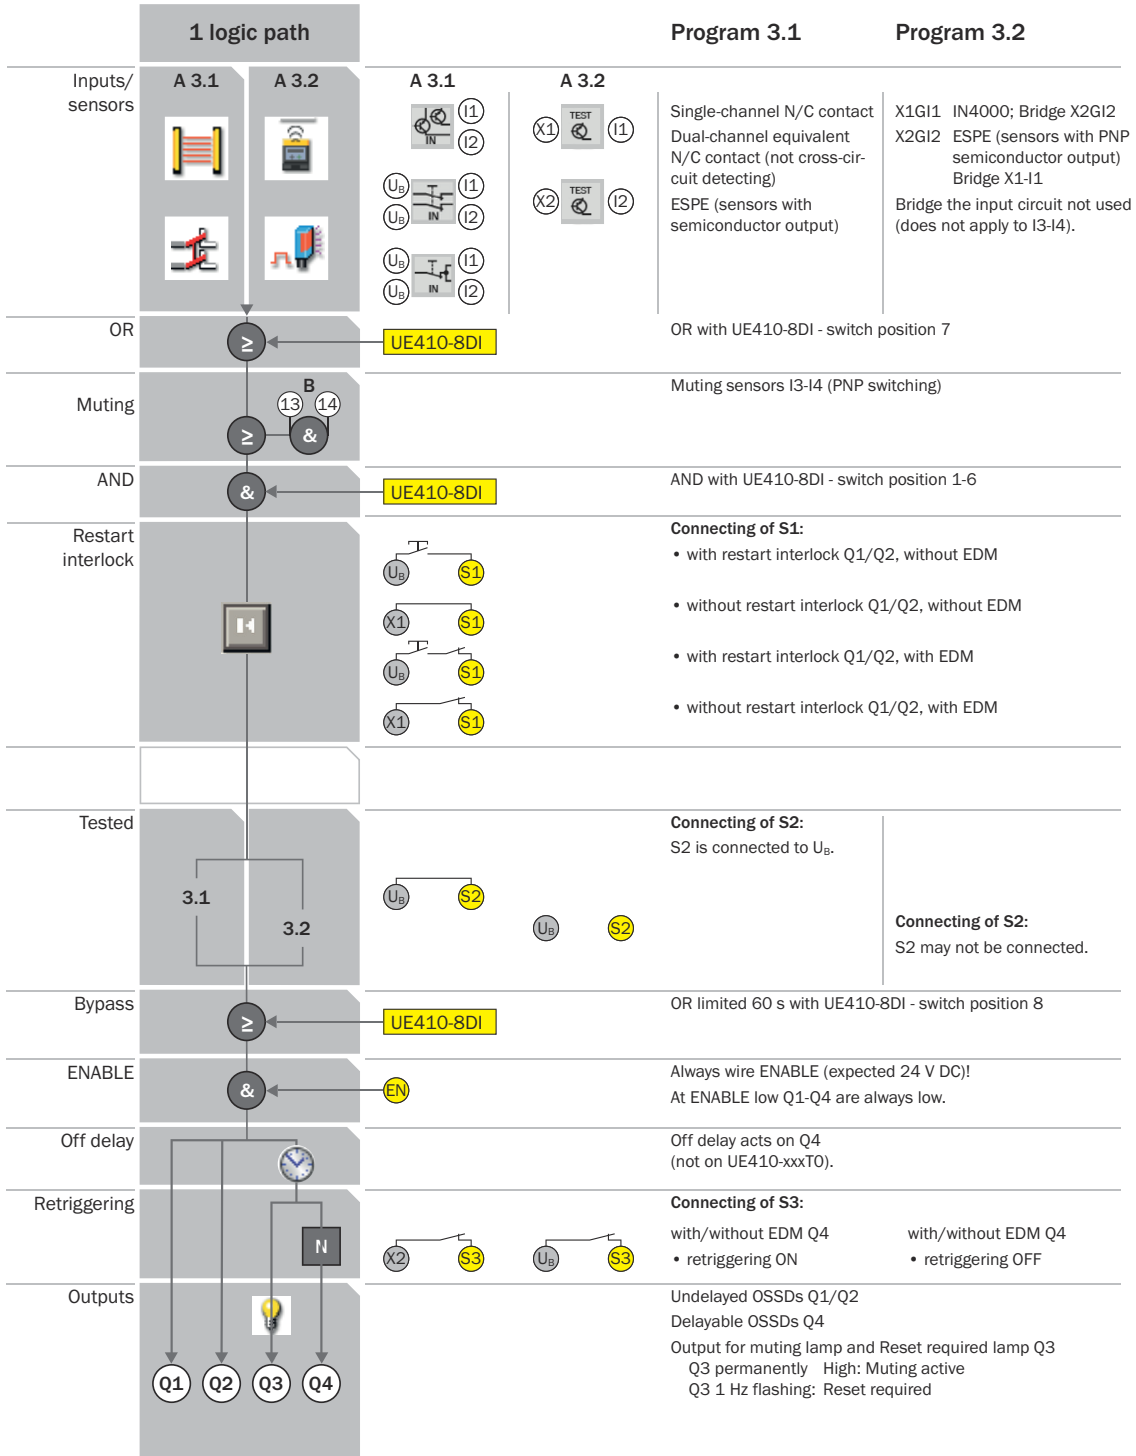 1 logic path
Program 3.1
Program 3.2
Inputs/
sensors
A 3.1
A 3.2
A 3.1
A 3.2
IN
I1
I2
UB
UB
IN
I1
I2
UB
UB
IN
I1
I2
X1
TEST
I1
X2
TEST
I2
Single-channel N/C contact
Dual-channel equivalent
N/C contact (not cross-cir-
cuit detecting)
ESPE (sensors with
semiconductor output)
X1GI1 IN4000; Bridge X2GI2
X2GI2 ESPE (sensors with PNP
semiconductor output)
Bridge X1-I1
Bridge the input circuit not used
(does not apply to I3-I4).
OR
≥
UE410-8DI
OR with UE410-8DI - switch position 7
Muting
B
13
14
≥
&
Muting sensors I3-I4 (PNP switching)
AND
&
UE410-8DI
AND with UE410-8DI - switch position 1-6
Restart
interlock
Connecting of S1:
UB
S1
• with restart interlock Q1/Q2, without EDM
X1
S1
• without restart interlock Q1/Q2, without EDM
UB
S1
• with restart interlock Q1/Q2, with EDM
X1
S1
• without restart interlock Q1/Q2, with EDM
Tested
3.1
3.2
UB
S2
UB
S2
Connecting of S2:
S2 is connected to UB.
Connecting of S2:
S2 may not be connected.
Bypass
≥
UE410-8DI
OR limited 60 s with UE410-8DI - switch position 8
ENABLE
&
EN
Always wire ENABLE (expected 24 V DC)!
At ENABLE low Q1-Q4 are always low.
Off delay
Off delay acts on Q4
(not on UE410-xxxT0).
Retriggering
N
X2
S3
UB
S3
Connecting of S3:
with/without EDM Q4
• retriggering ON
with/without EDM Q4
• retriggering OFF
Outputs
Q1
Q2
Q3
Q4
Undelayed OSSDs Q1/Q2
Delayable OSSDs Q4
Output for muting lamp and Reset required lamp Q3
Q3 permanently High: Muting active
Q3 1 Hz flashing: Reset required